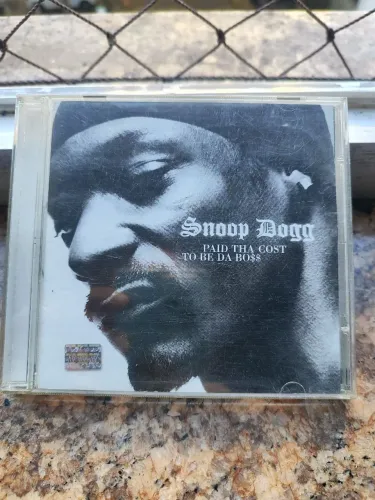 Snoop Dogg
PAID THA COST
TO BE DA BO$$